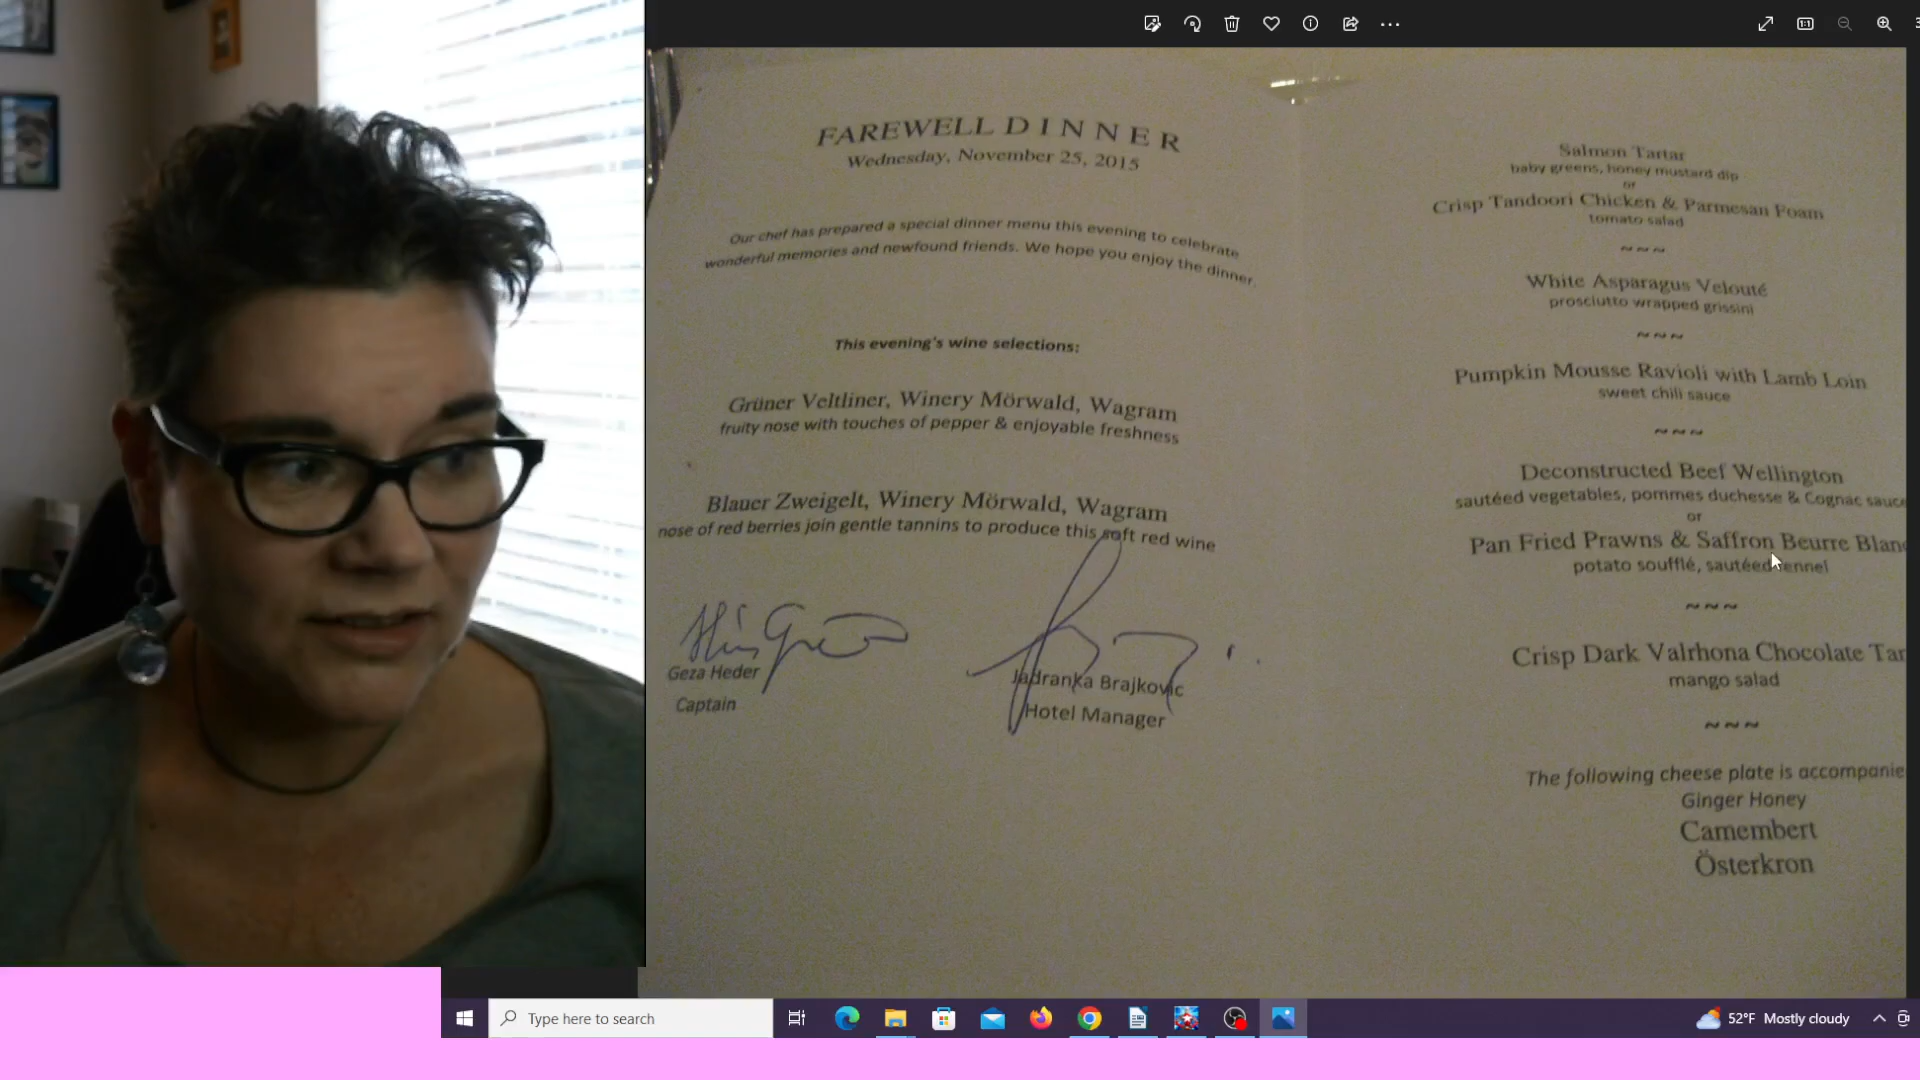 FAREWELL DINNER
Wednesday, November 25, 2015
Our chef has prepared a special dinner menu this evening to celebrate
wonderful memories and newfound friends. We hope you enjoy the dinner.
This evening's wine selections:
Grüner Veltliner, Winery Mörwald, Wagram
fruity nose with touches of pepper & enjoyable freshness
Blauer Zweigelt, Winery Mörwald, Wagram
nose of red berries join gentle tannins to produce this soft red wine
Geza Heder
Captain
Jadranka Brajkovic
Hotel Manager
Salmon Tartar
baby greens, honey mustard dip
or
Crisp Tandoori Chicken & Parmesan Foam
tomato salad
~~~
White Asparagus Velouté
prosciutto wrapped grissini
~~~
Pumpkin Mousse Ravioli with Lamb Loin
sweet chili sauce
~~~
Deconstructed Beef Wellington
sautéed vegetables, pommes duchesse & Cognac sauce
or
Pan Fried Prawns & Saffron Beurre Blanc
potato soufflé, sautéed fennel
~~~
Crisp Dark Valrhona Chocolate Tar
mango salad
~~~
The following cheese plate is accompanie
Ginger Honey
Camembert
Österkron
Type here to search
52°F Mostly cloudy